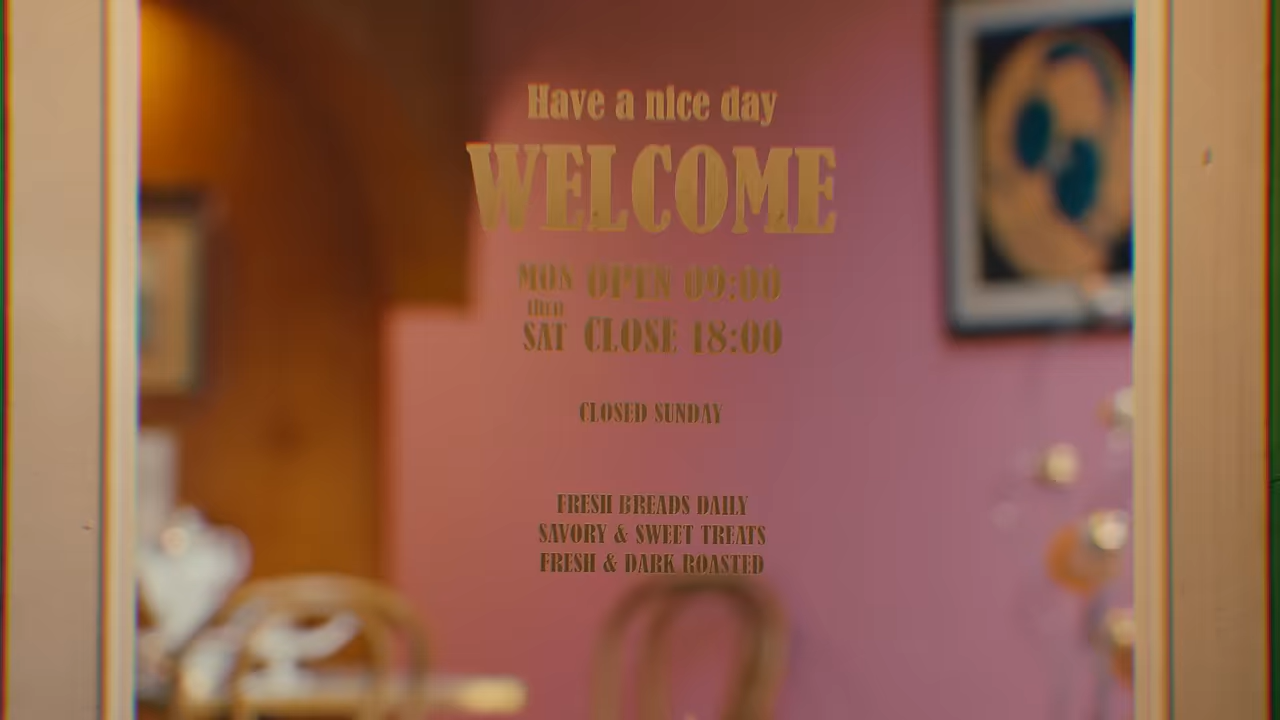 Have a nice day
WELCOME
MON OPEN 09:00
thru
SAT CLOSE 18:00
CLOSED SUNDAY
FRESH BREADS DAILY
SAVORY & SWEET TREATS
FRESH & DARK ROASTED